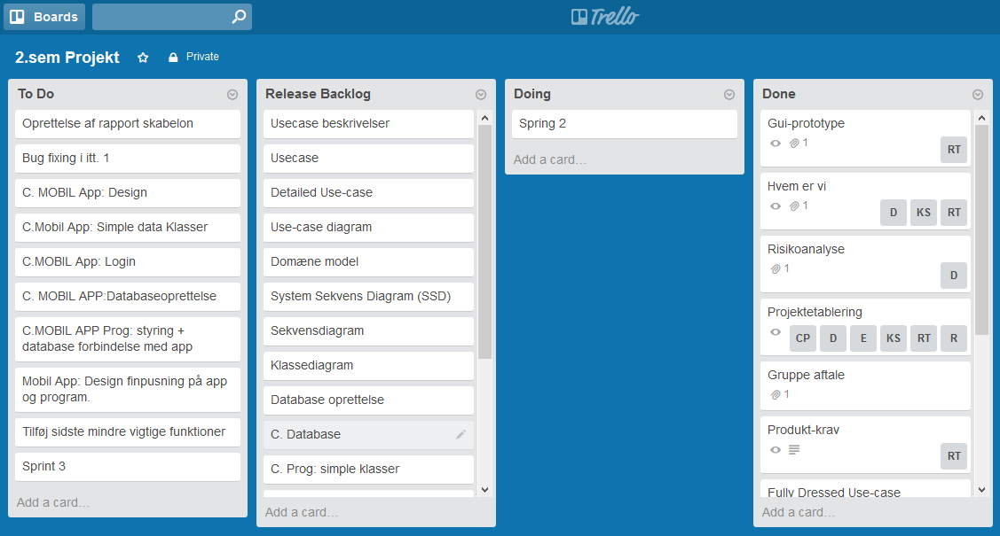 Boards
Trello
2.sem Projekt
Private
To Do
Oprettelse af rapport skabelon
Bug fixing i itt. 1
C. MOBIL App: Design
C.Mobil App: Simple data Klasser
C.MOBIL App: Login
C. MOBIL APP:Databaseoprettelse
C.MOBIL APP Prog: styring +
database forbindelse med app
Mobil App: Design finpusning på app
og program.
Tilføj sidste mindre vigtige funktioner
Sprint 3
Add a card…
Release Backlog
Usecase beskrivelser
Usecase
Detailed Use-case
Use-case diagram
Domæne model
System Sekvens Diagram (SSD)
Sekvensdiagram
Klassediagram
Database oprettelse
C. Database
C. Prog: simple klasser
Add a card…
Doing
Spring 2
Add a card…
Done
Gui-prototype
1
RT
Hvem er vi
1
D KS RT
Risikoanalyse
1
D
Projektetablering
CP D E KS RT R
Gruppe aftale
1
Produkt-krav
RT
Fully Dressed Use-case
Add a card…